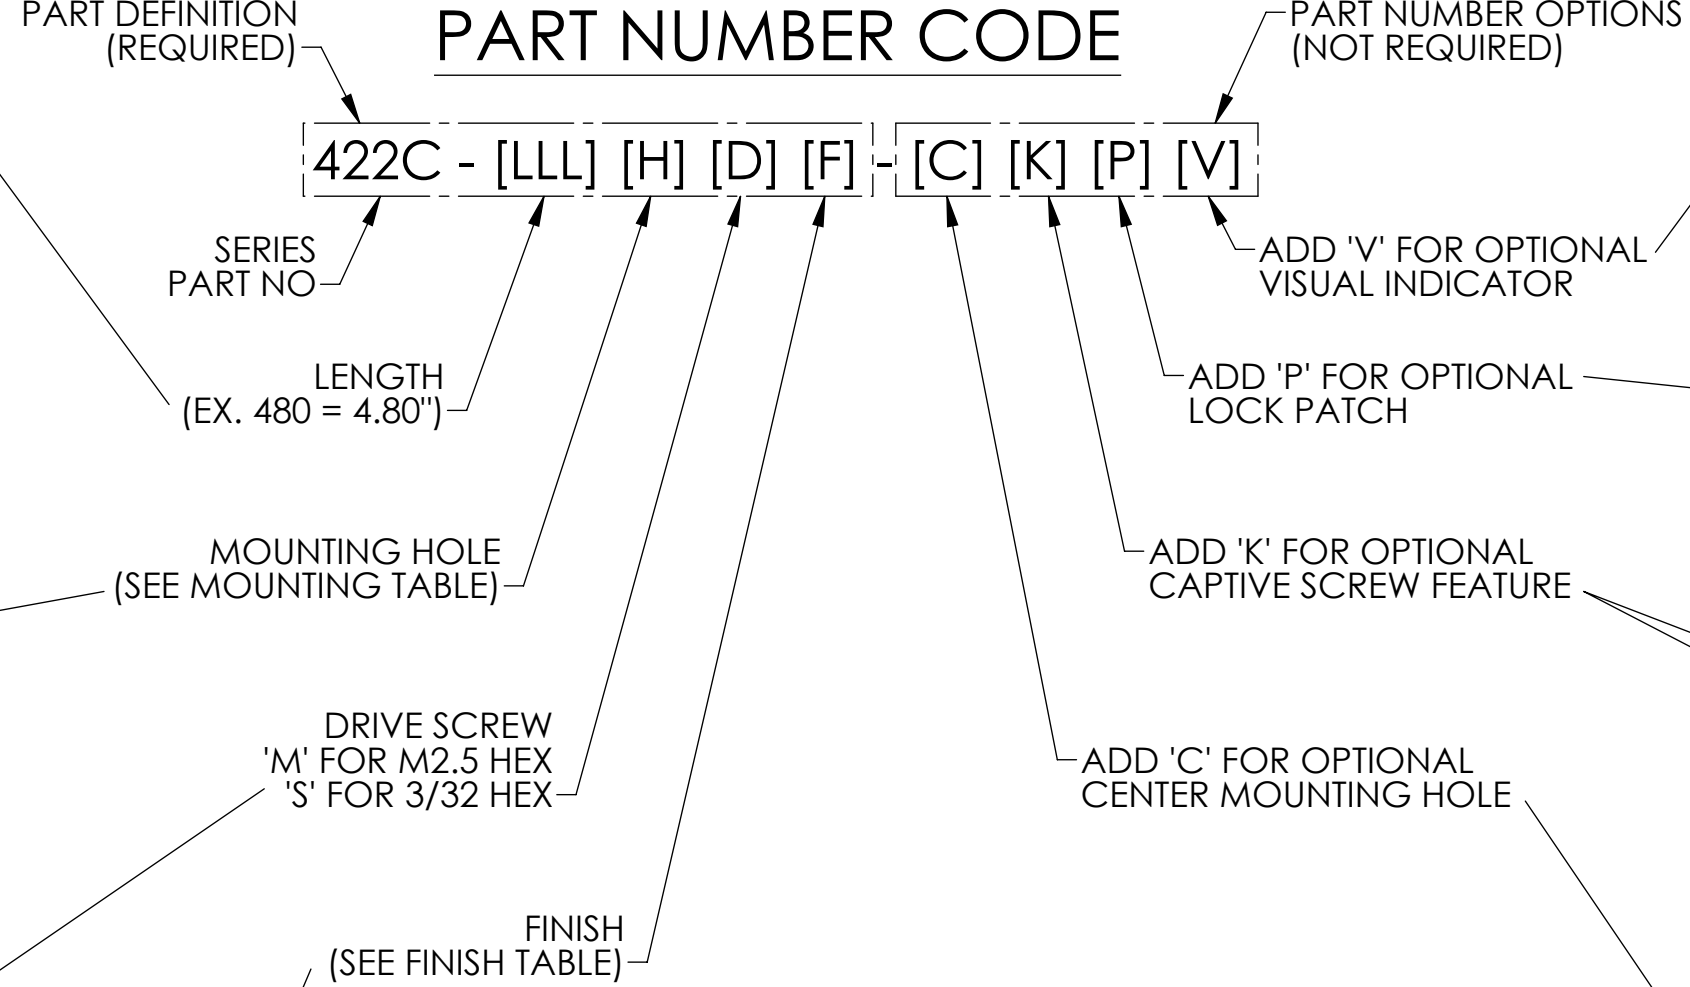 PART DEFINITION
(REQUIRED)
PART NUMBER CODE
PART NUMBER OPTIONS
(NOT REQUIRED)
422C - [LLL] [H] [D] [F] - [C] [K] [P] [V]
SERIES
PART NO
ADD 'V' FOR OPTIONAL
VISUAL INDICATOR
LENGTH
(EX. 480 = 4.80")
ADD 'P' FOR OPTIONAL
LOCK PATCH
MOUNTING HOLE
(SEE MOUNTING TABLE)
ADD 'K' FOR OPTIONAL
CAPTIVE SCREW FEATURE
DRIVE SCREW
'M' FOR M2.5 HEX
'S' FOR 3/32 HEX
ADD 'C' FOR OPTIONAL
CENTER MOUNTING HOLE
FINISH
(SEE FINISH TABLE)